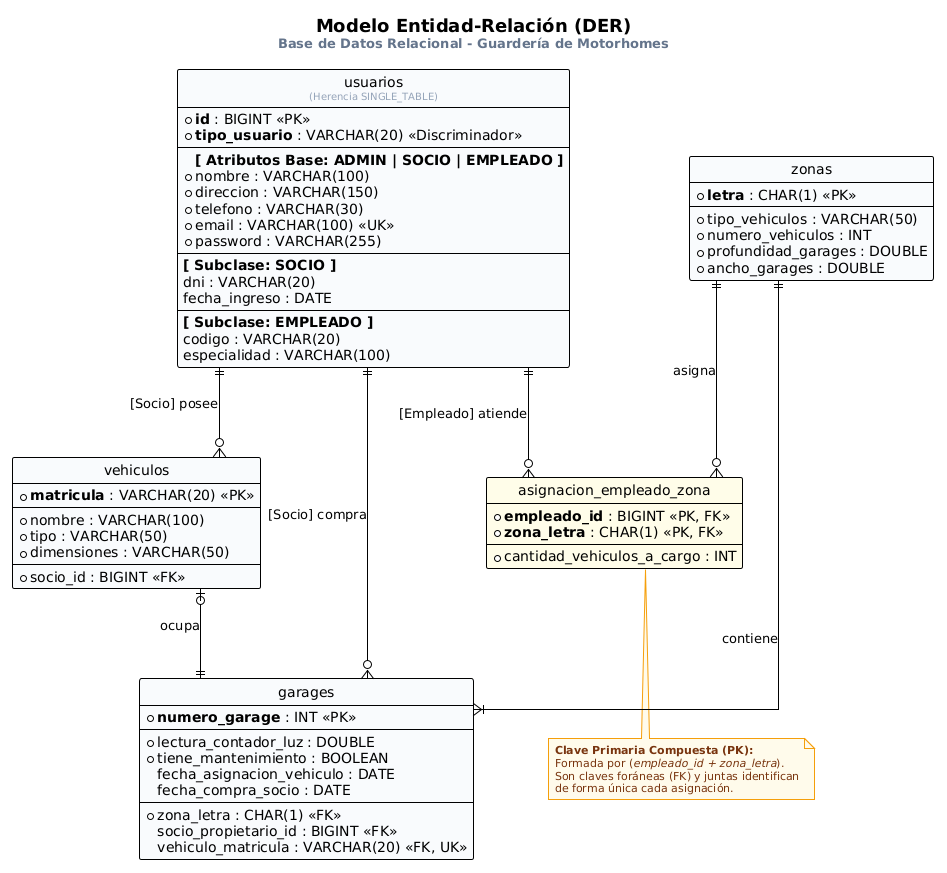 Modelo Entidad-Relación (DER)
Base de Datos Relacional - Guardería de Motorhomes
usuarios
(Herencia SINGLE_TABLE)
id : BIGINT «PK»
tipo_usuario : VARCHAR(20) «Discriminador»
[ Atributos Base: ADMIN | SOCIO | EMPLEADO ]
nombre : VARCHAR(100)
direccion : VARCHAR(150)
telefono : VARCHAR(30)
email : VARCHAR(100) «UK»
password : VARCHAR(255)
[ Subclase: SOCIO ]
dni : VARCHAR(20)
fecha_ingreso : DATE
[ Subclase: EMPLEADO ]
codigo : VARCHAR(20)
especialidad : VARCHAR(100)
zonas
letra : CHAR(1) «PK»
tipo_vehiculos : VARCHAR(50)
numero_vehiculos : INT
profundidad_garages : DOUBLE
ancho_garages : DOUBLE
asigna
[Socio] posee
[Empleado] atiende
vehiculos
matricula : VARCHAR(20) «PK»
nombre : VARCHAR(100)
tipo : VARCHAR(50)
dimensiones : VARCHAR(50)
socio_id : BIGINT «FK»
[Socio] compra
asignacion_empleado_zona
empleado_id : BIGINT «PK, FK»
zona_letra : CHAR(1) «PK, FK»
cantidad_vehiculos_a_cargo : INT
ocupa
contiene
garages
numero_garage : INT «PK»
lectura_contador_luz : DOUBLE
tiene_mantenimiento : BOOLEAN
fecha_asignacion_vehiculo : DATE
fecha_compra_socio : DATE
zona_letra : CHAR(1) «FK»
socio_propietario_id : BIGINT «FK»
vehiculo_matricula : VARCHAR(20) «FK, UK»
Clave Primaria Compuesta (PK):
Formada por (empleado_id + zona_letra).
Son claves foráneas (FK) y juntas identifican
de forma única cada asignación.